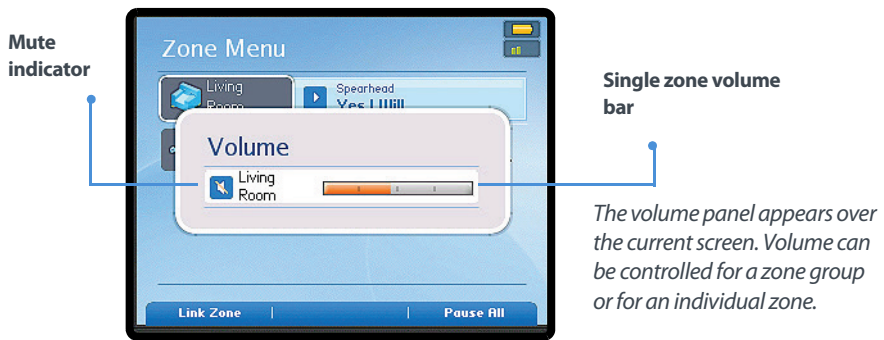 Mute
indicator
Zone Menu
Living
Room
Spearhead
Yes I Will
Volume
Living
Room
Link Zone
Pause All
Single zone volume
bar
The volume panel appears over
the current screen. Volume can
be controlled for a zone group
or for an individual zone.